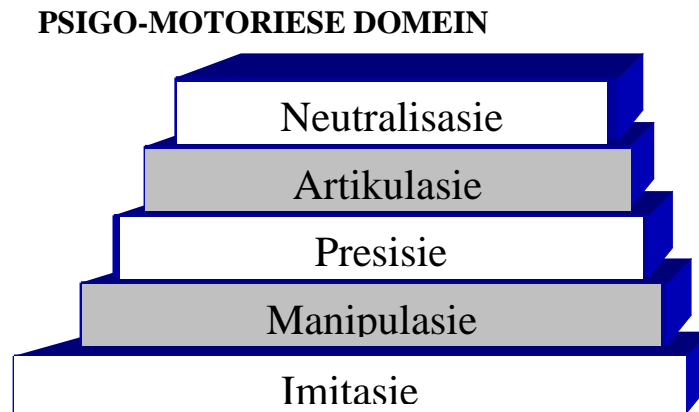 PSIGO-MOTORIESE DOMEIN
Neutralisasie
Artikulasie
Presisie
Manipulasie
Imitasie